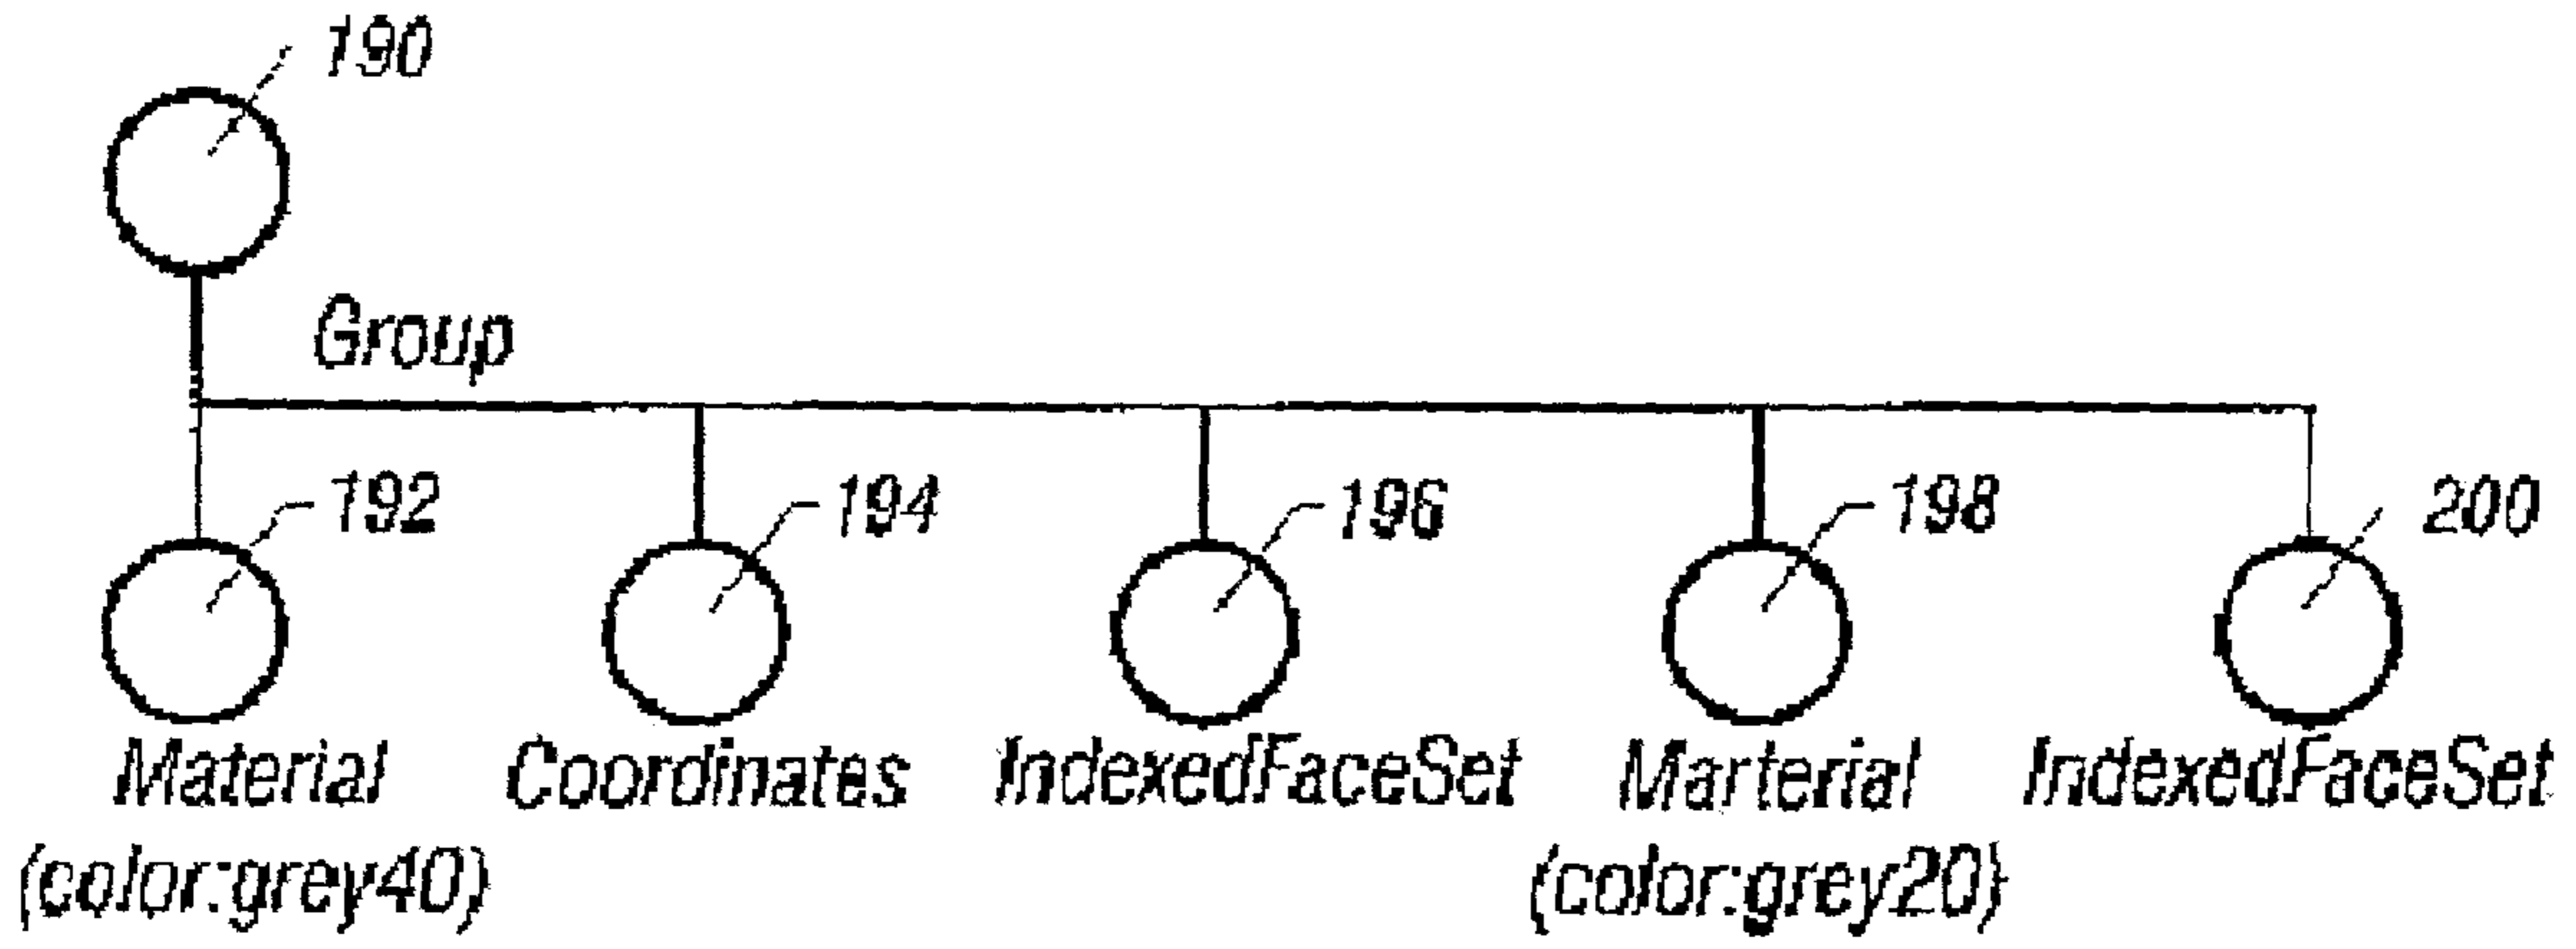 190
Group
192 194 196 198 200
Material Coordinates IndexedFaceSet Marterial IndexedFaceSet
(color:grey40) (color:grey20)